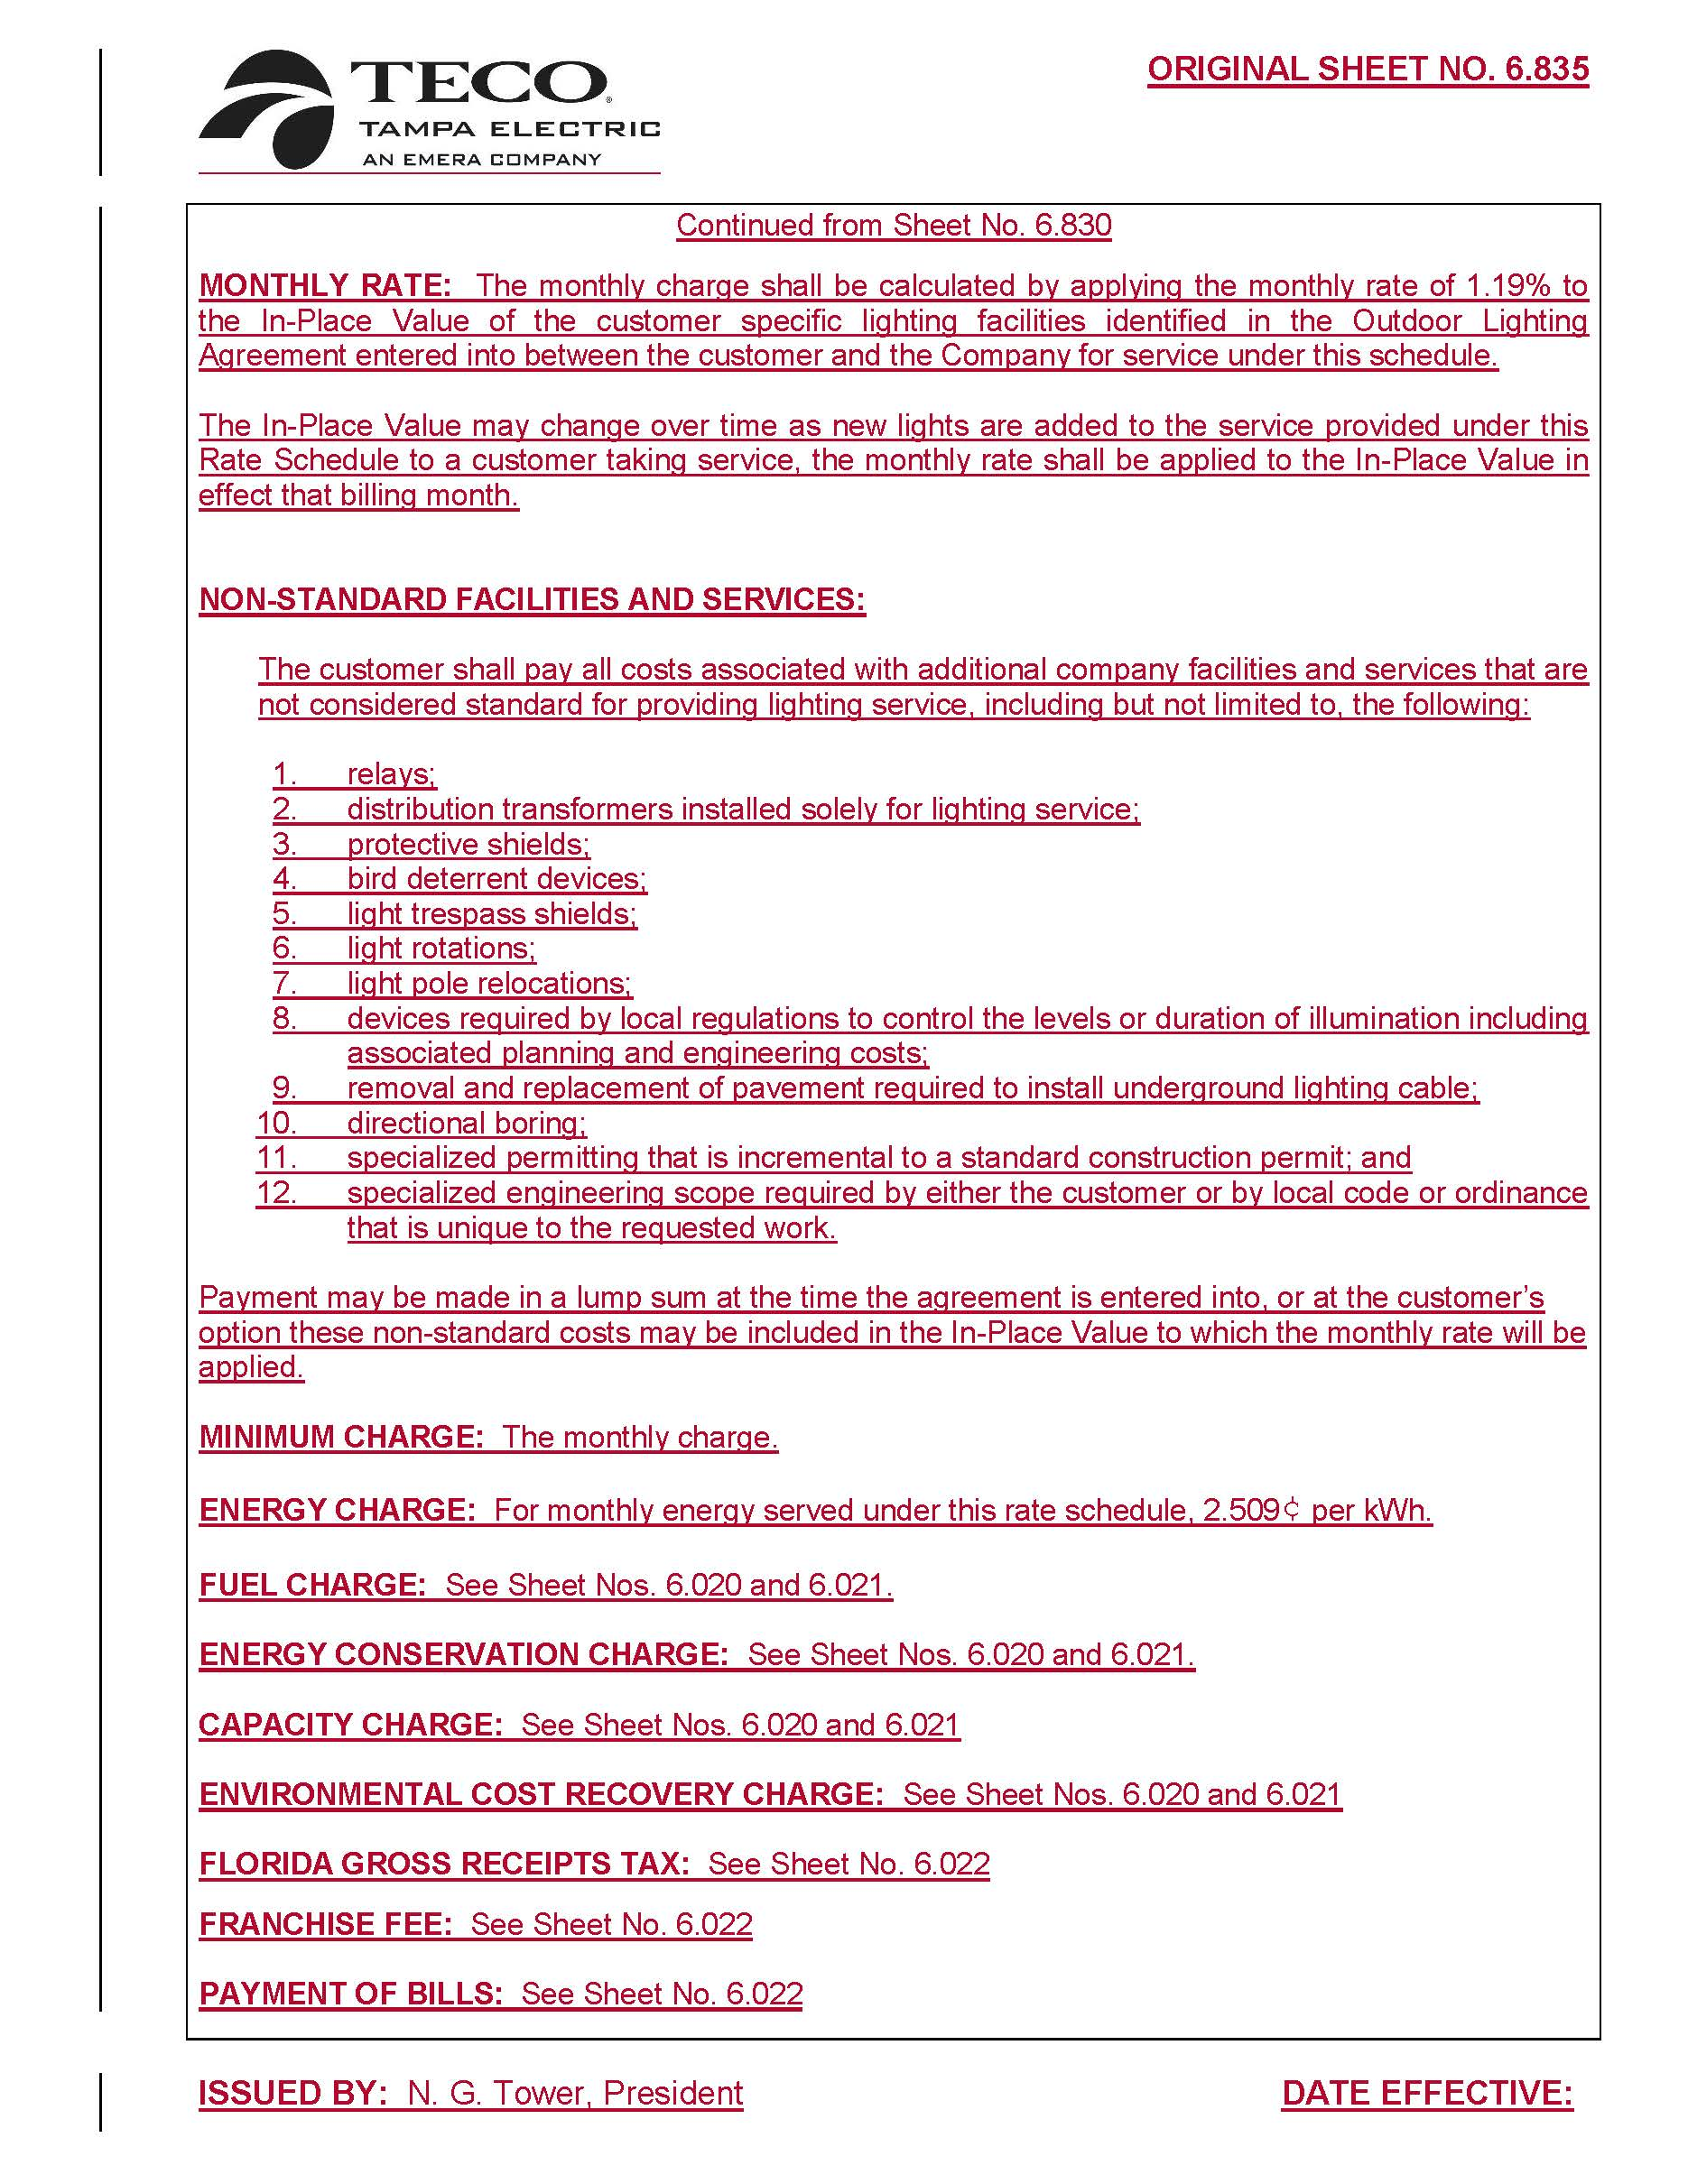 TECO®
TAMPA ELECTRIC
AN EMERA COMPANY
ORIGINAL SHEET NO. 6.835
Continued from Sheet No. 6.830
MONTHLY RATE: The monthly charge shall be calculated by applying the monthly rate of 1.19% to
the In-Place Value of the customer specific lighting facilities identified in the Outdoor Lighting
Agreement entered into between the customer and the Company for service under this schedule.
The In-Place Value may change over time as new lights are added to the service provided under this
Rate Schedule to a customer taking service, the monthly rate shall be applied to the In-Place Value in
effect that billing month.
NON-STANDARD FACILITIES AND SERVICES:
The customer shall pay all costs associated with additional company facilities and services that are
not considered standard for providing lighting service, including but not limited to, the following:
1. relays;
2. distribution transformers installed solely for lighting service;
3. protective shields;
4. bird deterrent devices;
5. light trespass shields;
6. light rotations;
7. light pole relocations;
8. devices required by local regulations to control the levels or duration of illumination including
associated planning and engineering costs;
9. removal and replacement of pavement required to install underground lighting cable;
10. directional boring;
11. specialized permitting that is incremental to a standard construction permit; and
12. specialized engineering scope required by either the customer or by local code or ordinance
that is unique to the requested work.
Payment may be made in a lump sum at the time the agreement is entered into, or at the customer’s
option these non-standard costs may be included in the In-Place Value to which the monthly rate will be
applied.
MINIMUM CHARGE: The monthly charge.
ENERGY CHARGE: For monthly energy served under this rate schedule, 2.509¢ per kWh.
FUEL CHARGE: See Sheet Nos. 6.020 and 6.021.
ENERGY CONSERVATION CHARGE: See Sheet Nos. 6.020 and 6.021.
CAPACITY CHARGE: See Sheet Nos. 6.020 and 6.021
ENVIRONMENTAL COST RECOVERY CHARGE: See Sheet Nos. 6.020 and 6.021
FLORIDA GROSS RECEIPTS TAX: See Sheet No. 6.022
FRANCHISE FEE: See Sheet No. 6.022
PAYMENT OF BILLS: See Sheet No. 6.022
ISSUED BY: N. G. Tower, President
DATE EFFECTIVE: